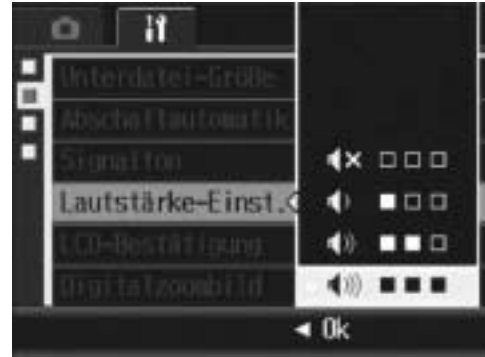 Unterdatei-Größe
Abschaltautomatik
Signalton
Lautstärke-Einst.
LCD-Bestätigung
Digitalzoombild
Ok